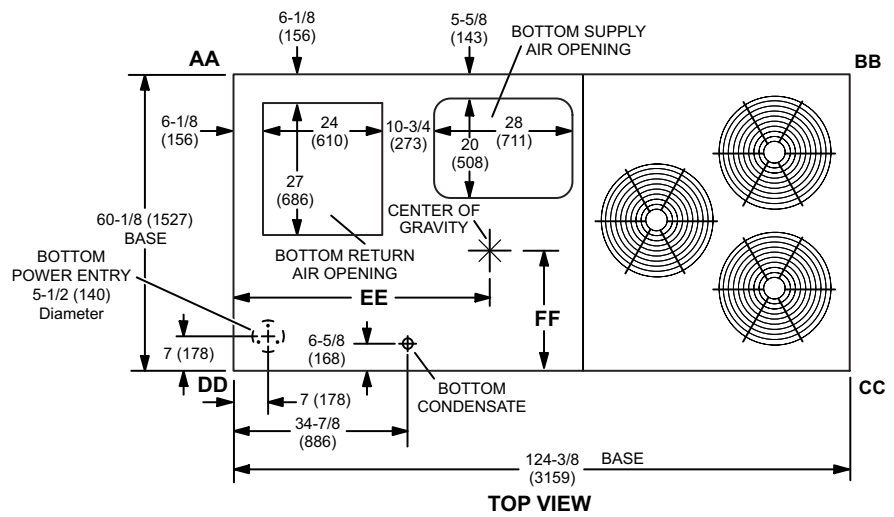 6-1/8
(156)
5-5/8
(143)
BOTTOM SUPPLY
AIR OPENING
AA
BB
6-1/8
(156)
24
(610)
10-3/4
(273)
28
(711)
20
(508)
27
(686)
60-1/8 (1527)
BASE
CENTER OF
GRAVITY
BOTTOM
POWER ENTRY
5-1/2 (140)
Diameter
BOTTOM RETURN
AIR OPENING
EE
FF
7 (178)
6-5/8
(168)
DD
7 (178)
BOTTOM
CONDENSATE
CC
34-7/8
(886)
124-3/8 BASE
(3159)
TOP VIEW